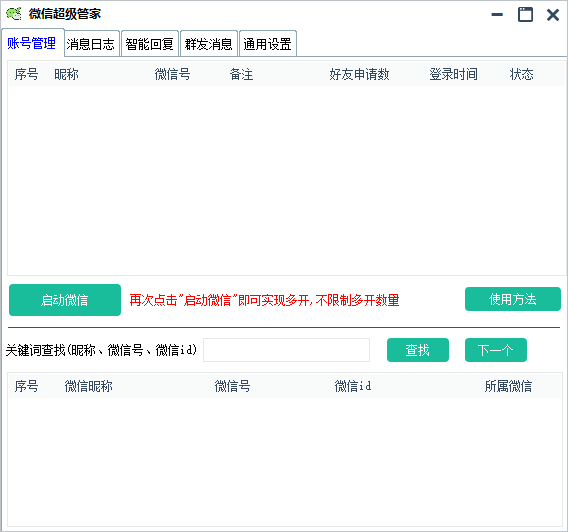 微信超级管家
账号管理 消息日志 智能回复 群发消息 通用设置
序号 昵称 微信号 备注 好友申请数 登录时间 状态
启动微信 再次点击"启动微信"即可实现多开,不限制多开数量 使用方法
关键词查找(昵称、微信号、微信id) 查找 下一个
序号 微信昵称 微信号 微信id 所属微信